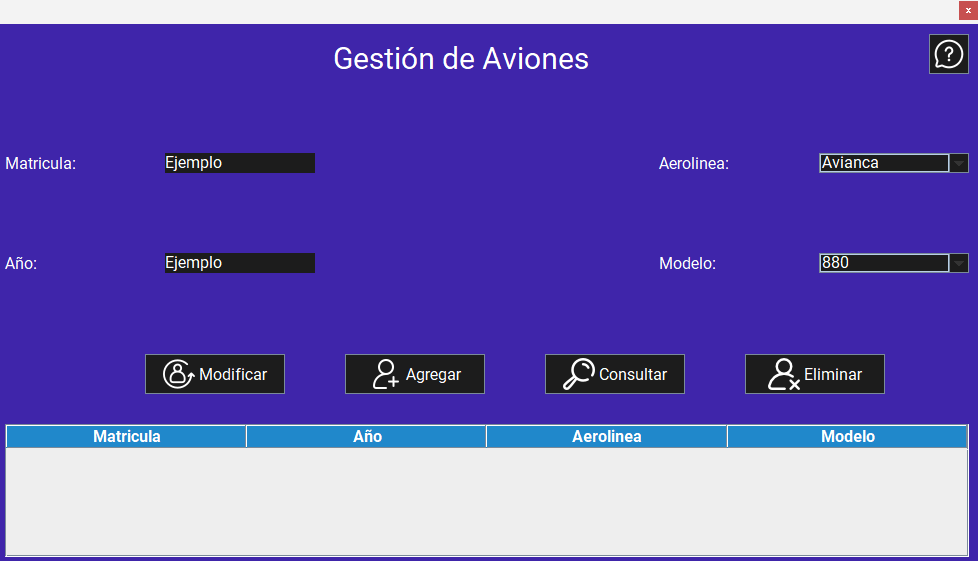 x
Gestión de Aviones
?
Matricula: Ejemplo Aerolinea: Avianca
Año: Ejemplo Modelo: 880
Modificar Agregar Consultar Eliminar
Matricula Año Aerolinea Modelo